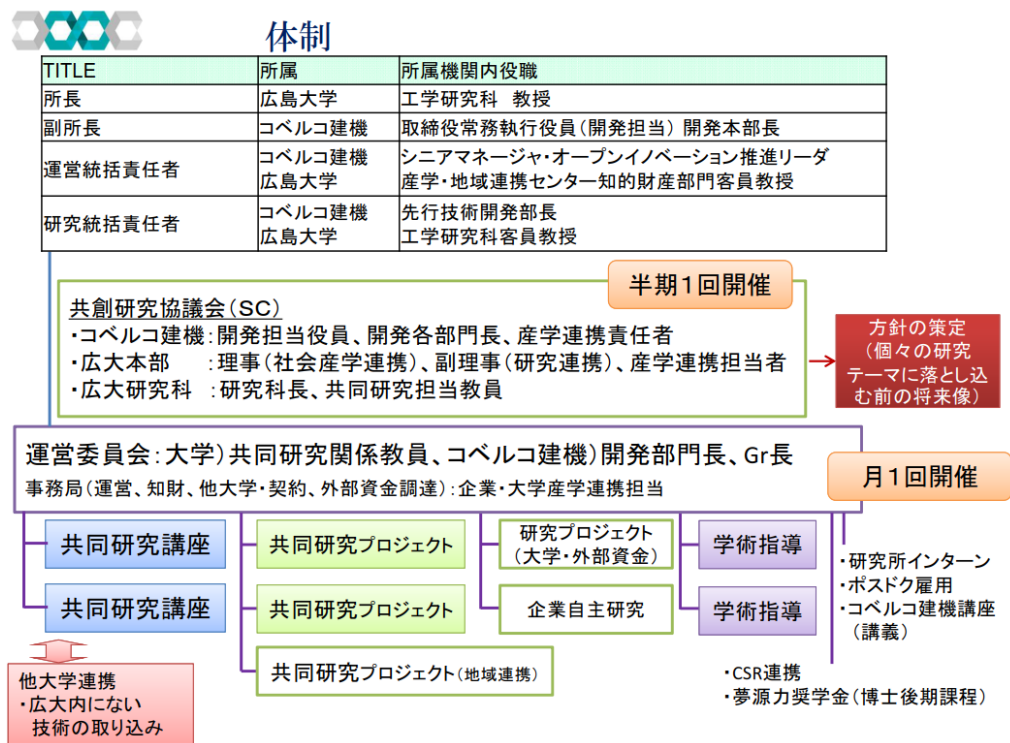 体制
TITLE 所属 所属機関内役職
所長 広島大学 工学研究科　教授
副所長 コベルコ建機 取締役常務執行役員（開発担当） 開発本部長
運営統括責任者 コベルコ建機 シニアマネージャ・オープンイノベーション推進リーダ
広島大学 産学・地域連携センター知的財産部門客員教授
研究統括責任者 コベルコ建機 先行技術開発部長
広島大学 工学研究科客員教授
半期１回開催
共創研究協議会（SC）
・コベルコ建機：開発担当役員、開発各部門長、産学連携責任者
・広大本部　：理事（社会産学連携）、副理事（研究連携）、産学連携担当者
・広大研究科　：研究科長、共同研究担当教員
方針の策定
（個々の研究
テーマに落とし込
む前の将来像）
運営委員会：大学）共同研究関係教員、コベルコ建機）開発部門長、Gr長
事務局（運営、知財、他大学・契約、外部資金調達）：企業・大学産学連携担当
月１回開催
共同研究講座
共同研究プロジェクト
研究プロジェクト
（大学・外部資金）
学術指導
共同研究講座
共同研究プロジェクト
企業自主研究
学術指導
・研究所インターン
・ポスドク雇用
・コベルコ建機講座
（講義）
共同研究プロジェクト（地域連携）
・CSR連携
・夢源力奨学金（博士後期課程）
他大学連携
・広大内にない
技術の取り込み